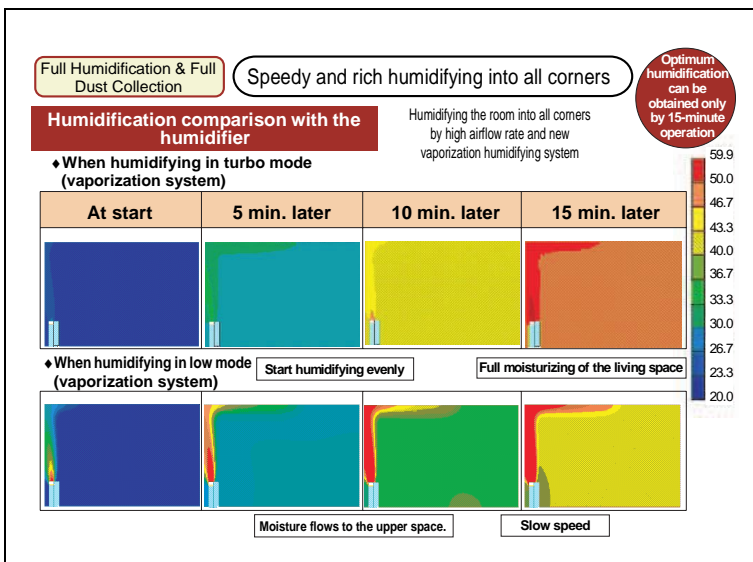 Full Humidification & Full
Dust Collection
Speedy and rich humidifying into all corners
Optimum
humidification
can be
obtained only
by 15-minute
operation
Humidification comparison with the
humidifier
Humidifying the room into all corners
by high airflow rate and new
vaporization humidifying system
♦When humidifying in turbo mode
(vaporization system)
At start
5 min. later
10 min. later
15 min. later
59.9
50.0
46.7
43.3
40.0
36.7
33.3
30.0
26.7
23.3
20.0
♦When humidifying in low mode
(vaporization system)
Start humidifying evenly
Full moisturizing of the living space
Moisture flows to the upper space.
Slow speed